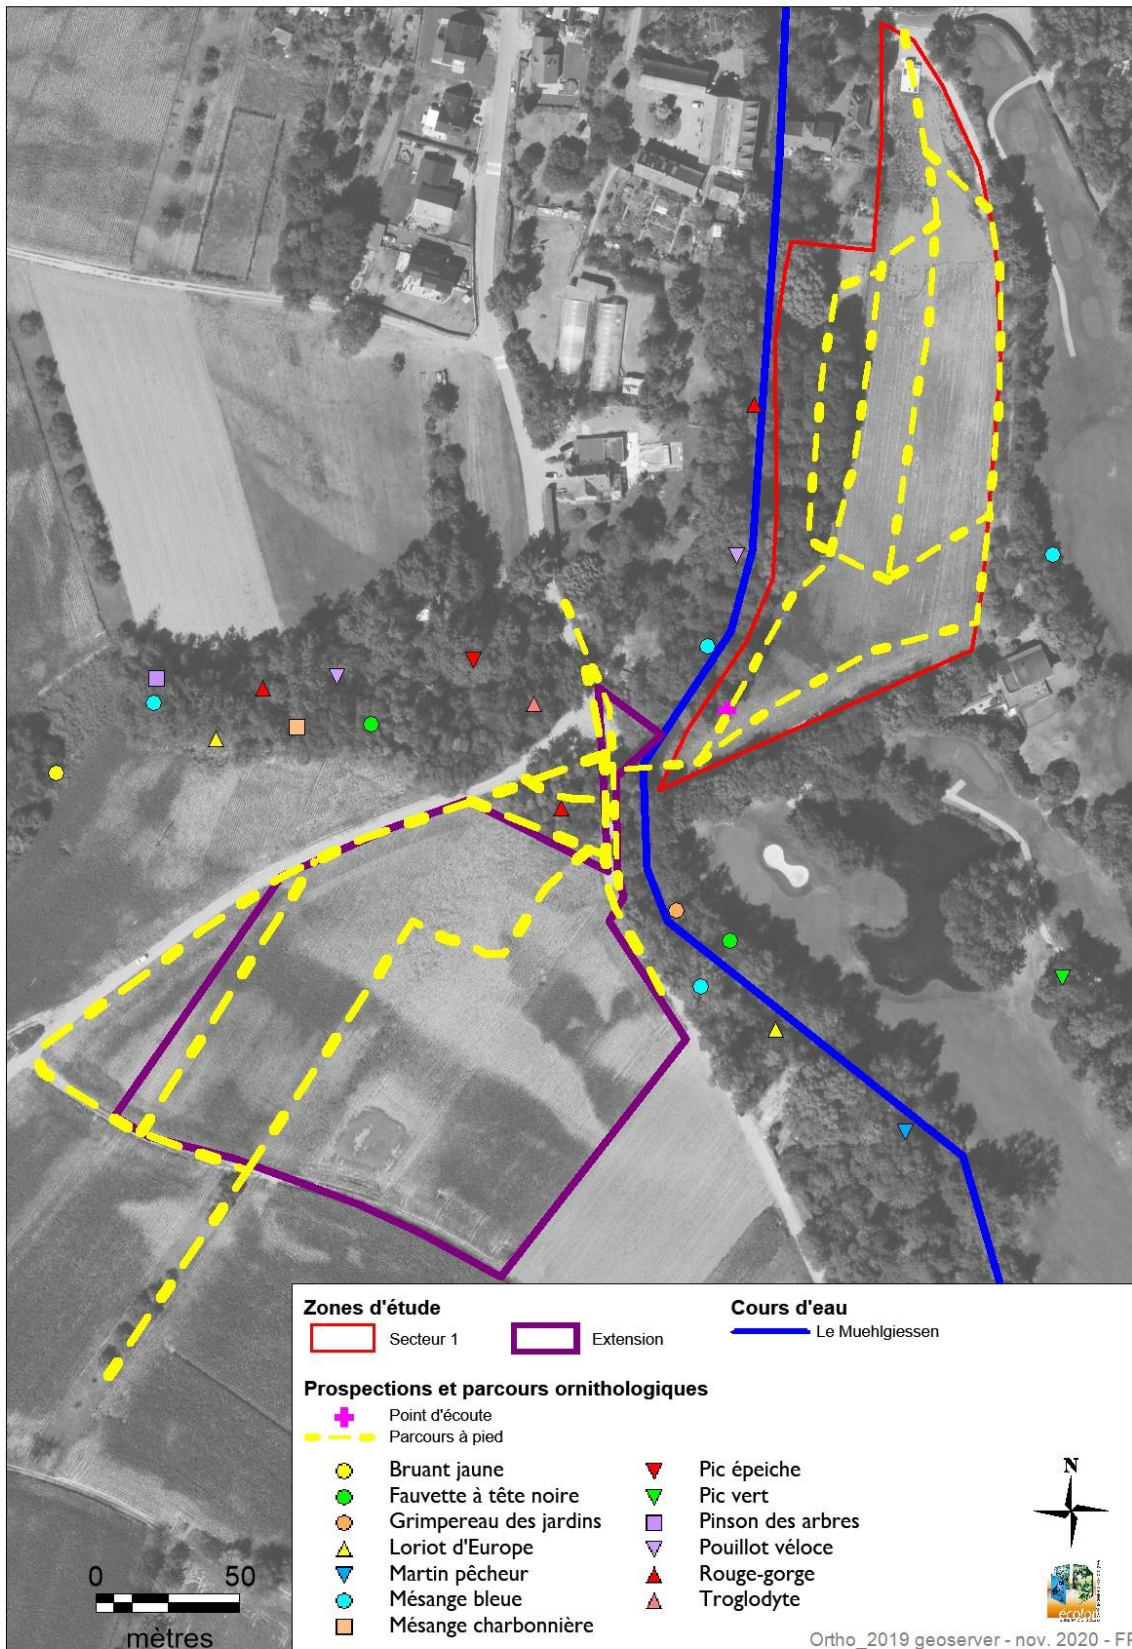 Zones d'étude
Secteur 1
Extension
Cours d'eau
Le Muehlgiessen
Prospections et parcours ornithologiques
Point d'écoute
Parcours à pied
Bruant jaune
Fauvette à tête noire
Grimpereau des jardins
Loriot d'Europe
Martin pêcheur
Mésange bleue
Mésange charbonnière
Pic épeiche
Pic vert
Pinson des arbres
Pouillot véloce
Rouge-gorge
Troglodyte
N
0 50
mètres
Ortho_2019 geoserver - nov. 2020 - FF